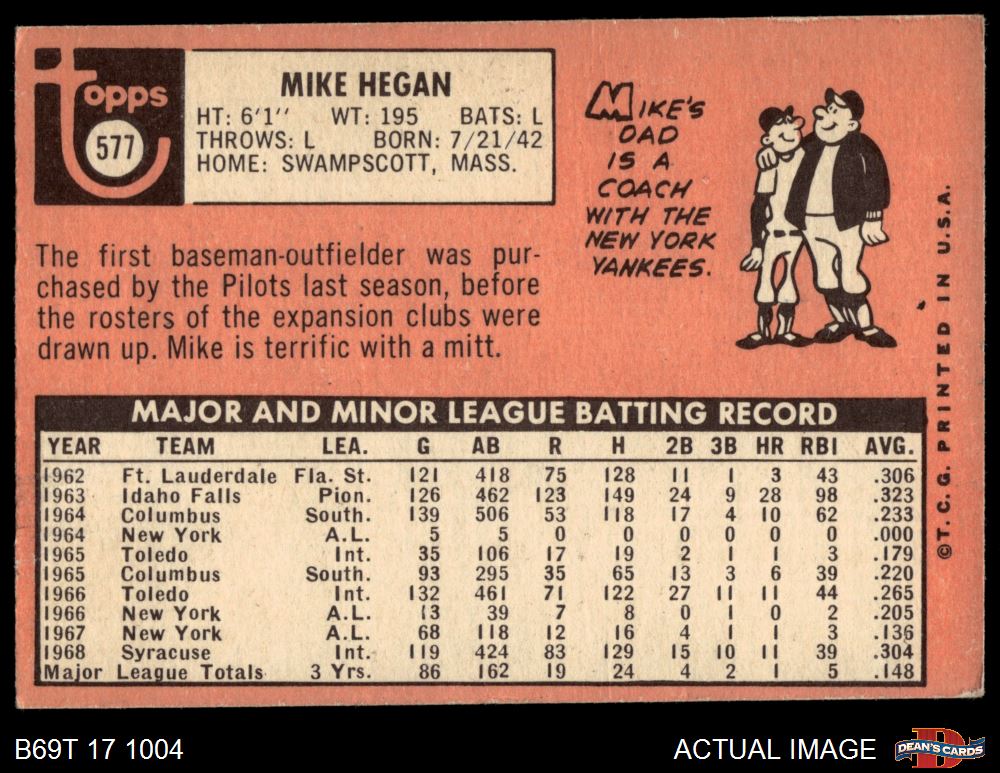 Topps
577
MIKE HEGAN
HT: 6'1" WT: 195 BATS: L
THROWS: L BORN: 7/21/42
HOME: SWAMPSCOTT, MASS.
MIKE'S
DAD
IS A
COACH
WITH THE
NEW YORK
YANKEES.
The first baseman-outfielder was pur-
chased by the Pilots last season, before
the rosters of the expansion clubs were
drawn up. Mike is terrific with a mitt.
MAJOR AND MINOR LEAGUE BATTING RECORD
YEAR TEAM LEA. G AB R H 2B 3B HR RBI AVG.
1962 Ft. Lauderdale Fla. St. 121 418 75 128 11 1 3 43 .306
1963 Idaho Falls Pion. 126 462 123 149 24 9 28 98 .323
1964 Columbus South. 139 506 53 118 17 4 10 62 .233
1964 New York A.L. 5 5 0 0 0 0 0 0 .000
1965 Toledo Int. 35 106 17 19 2 1 1 3 .179
1965 Columbus South. 93 295 35 65 13 3 6 39 .220
1966 Toledo Int. 132 461 71 122 27 11 11 44 .265
1966 New York A.L. 13 39 7 8 0 1 0 2 .205
1967 New York A.L. 68 118 12 16 4 1 1 3 .136
1968 Syracuse Int. 119 424 83 129 15 10 11 39 .304
Major League Totals 3 Yrs. 86 162 19 24 4 2 1 5 .148
©T.C.G. PRINTED IN U.S.A.
B69T 17 1004
ACTUAL IMAGE
D
DEAN'S CARDS